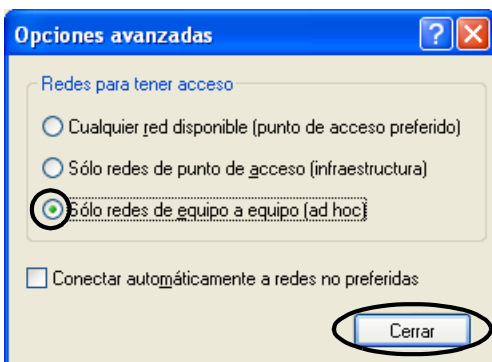 Opciones avanzadas
Redes para tener acceso
Cualquier red disponible (punto de acceso preferido)
Sólo redes de punto de acceso (infraestructura)
Sólo redes de equipo a equipo (ad hoc)
Conectar automáticamente a redes no preferidas
Cerrar